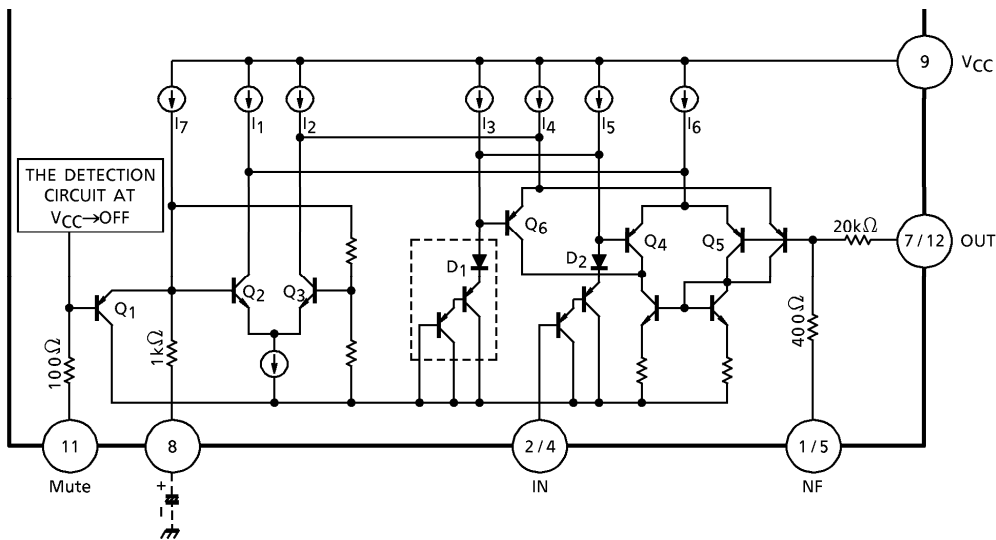 9
VCC
I7
I1
I2
I3
I4
I5
I6
THE DETECTION
CIRCUIT AT
VCC→OFF
Q6
Q4
Q5
20kΩ
7/12
OUT
D1
D2
Q1
Q2
Q3
100Ω
1kΩ
400Ω
11
8
2/4
1/5
Mute
IN
NF
+